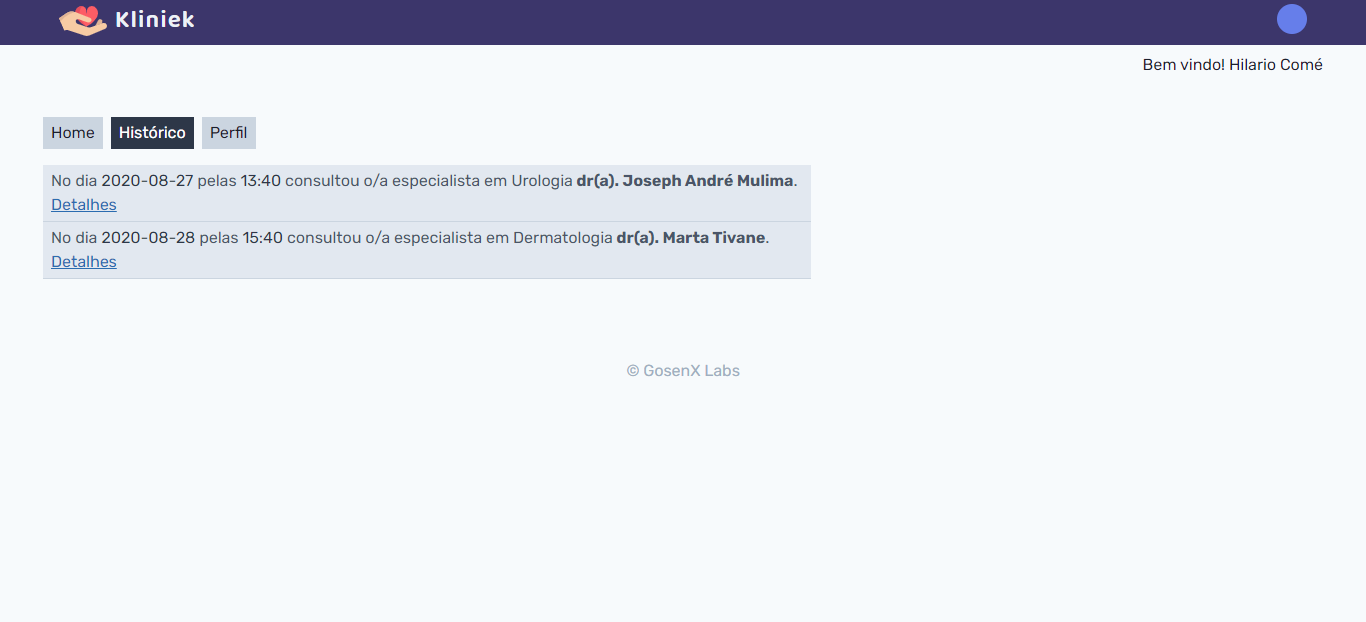 Kliniek
Bem vindo! Hilario Comé
Home Histórico Perfil
No dia 2020-08-27 pelas 13:40 consultou o/a especialista em Urologia dr(a). Joseph André Mulima.
Detalhes
No dia 2020-08-28 pelas 15:40 consultou o/a especialista em Dermatologia dr(a). Marta Tivane.
Detalhes
© GosenX Labs